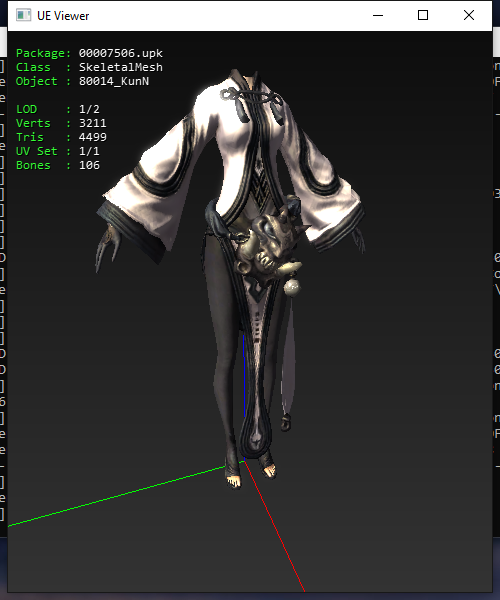 UE Viewer
Package: 00007506.upk
Class  : SkeletalMesh
Object : 80014_KunN
LOD    : 1/2
Verts  : 3211
Tris   : 4499
UV Set : 1/1
Bones  : 106